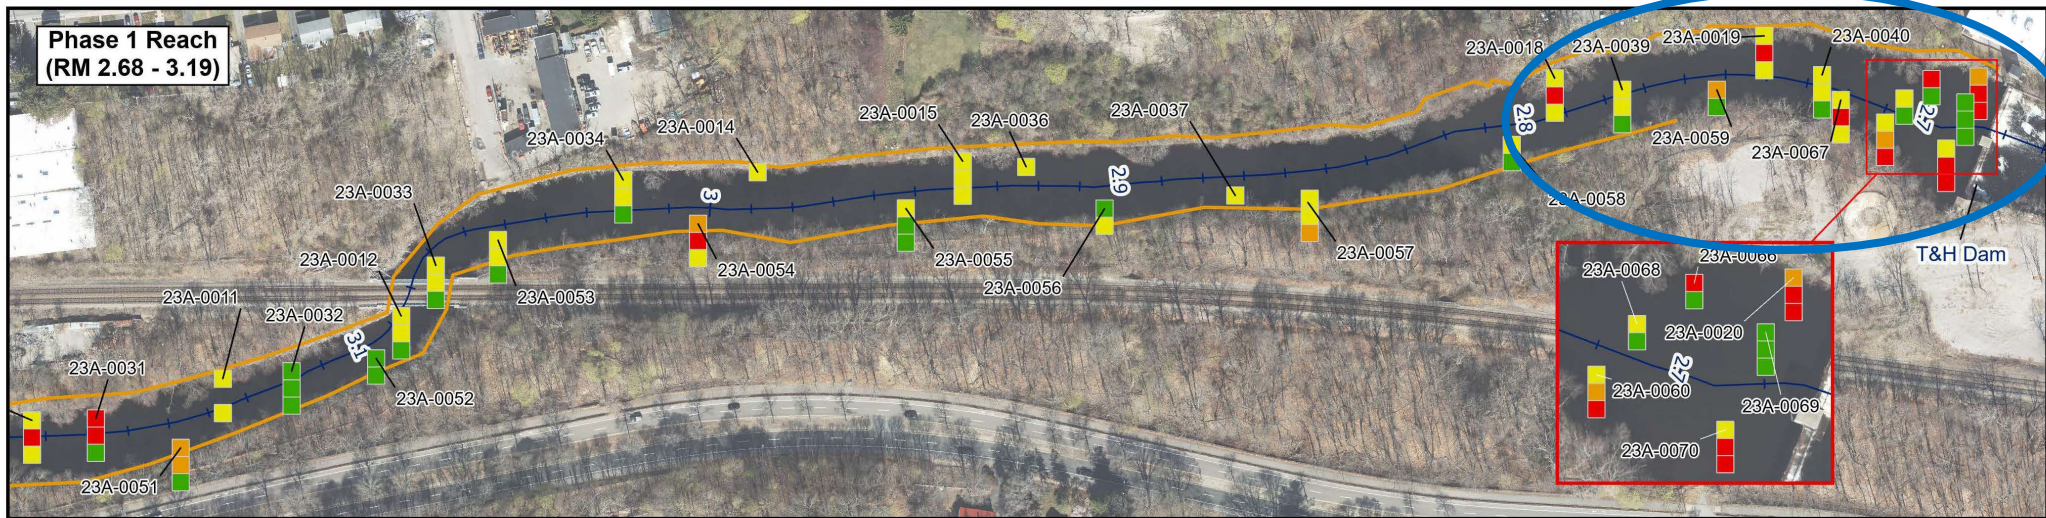 Phase 1 Reach
(RM 2.68 - 3.19)
23A-0018
23A-0039
23A-0019
23A-0040
23A-0034
23A-0014
23A-0015
23A-0036
23A-0037
2.8
2.7
23A-0059
23A-0067
23A-0033
3
2.9
23A-0058
23A-0012
23A-0054
23A-0055
23A-0057
T&H Dam
23A-0011
23A-0053
23A-0056
23A-0032
3.1
23A-0031
23A-0052
23A-0051
23A-0068
23A-0066
23A-0020
2.7
23A-0060
23A-0069
23A-0070